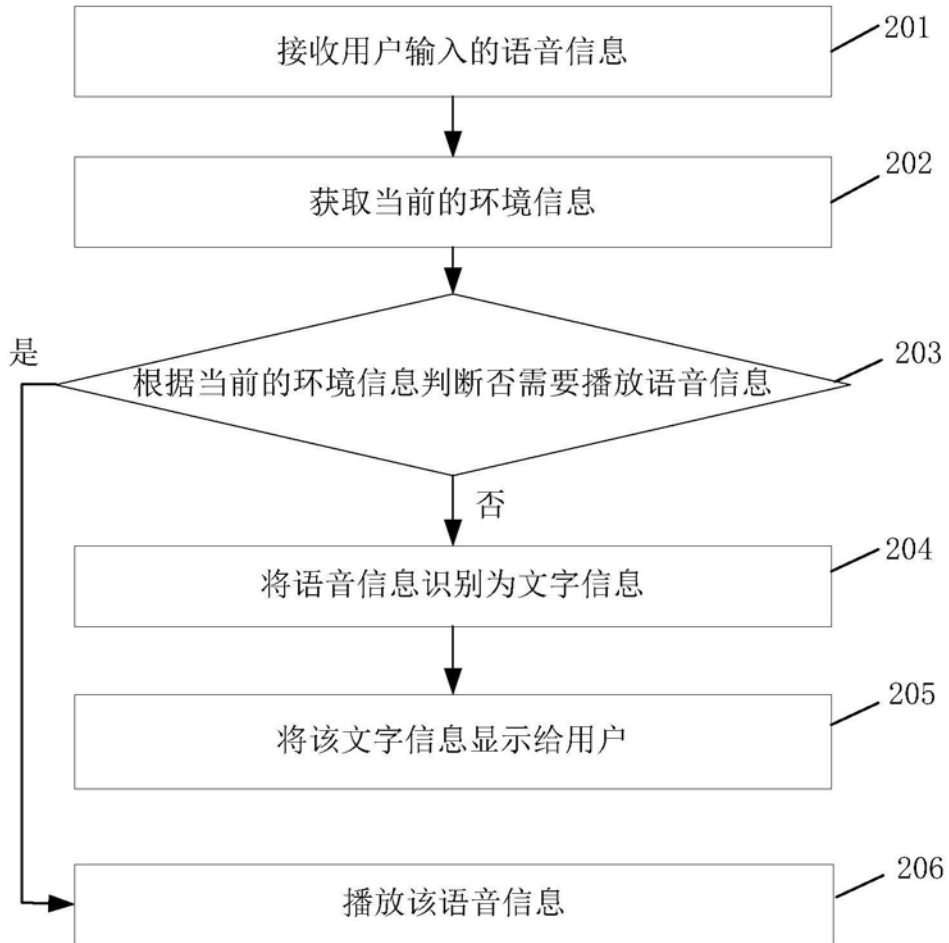 接收用户输入的语音信息
201
获取当前的环境信息
202
是
根据当前的环境信息判断否需要播放语音信息
203
否
将语音信息识别为文字信息
204
将该文字信息显示给用户
205
播放该语音信息
206